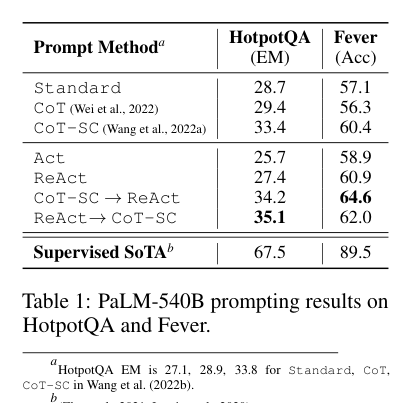 Prompt Method^a HotpotQA Fever
(EM) (Acc)
Standard 28.7 57.1
CoT (Wei et al., 2022) 29.4 56.3
CoT-SC (Wang et al., 2022a) 33.4 60.4
Act 25.7 58.9
ReAct 27.4 60.9
CoT-SC → ReAct 34.2 64.6
ReAct → CoT-SC 35.1 62.0
Supervised SoTA^b 67.5 89.5
Table 1: PaLM-540B prompting results on
HotpotQA and Fever.
^a HotpotQA EM is 27.1, 28.9, 33.8 for Standard, CoT,
CoT-SC in Wang et al. (2022b).
b